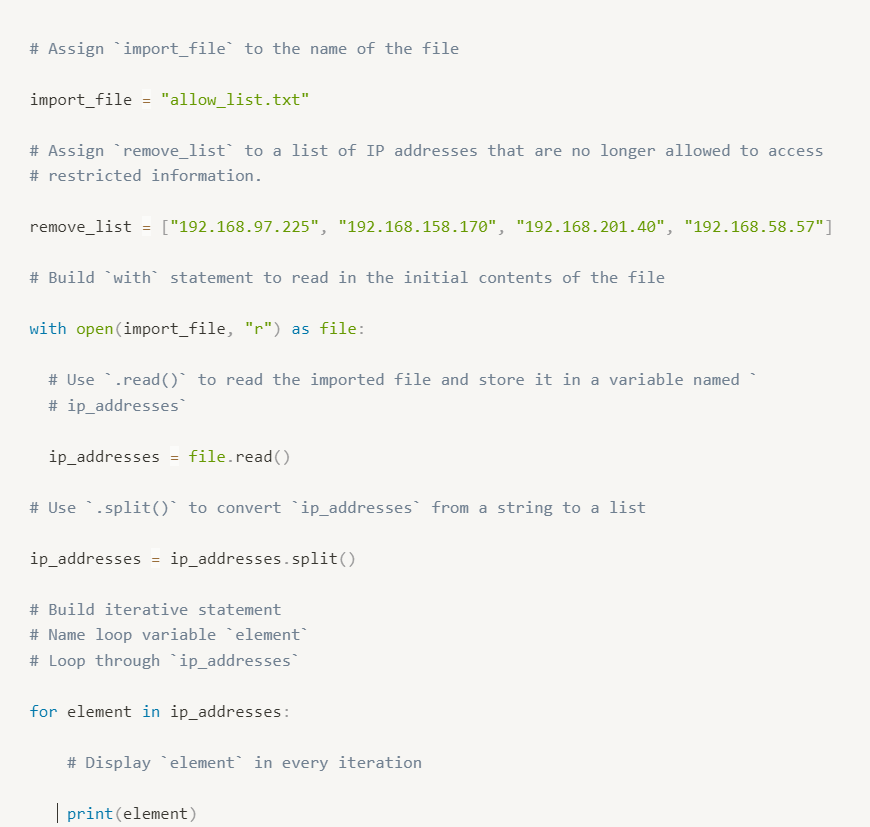 # Assign `import_file` to the name of the file
import_file = "allow_list.txt"
# Assign `remove_list` to a list of IP addresses that are no longer allowed to access
# restricted information.
remove_list = ["192.168.97.225", "192.168.158.170", "192.168.201.40", "192.168.58.57"]
# Build `with` statement to read in the initial contents of the file
with open(import_file, "r") as file:
# Use `.read()` to read the imported file and store it in a variable named `
# ip_addresses`
ip_addresses = file.read()
# Use `.split()` to convert `ip_addresses` from a string to a list
ip_addresses = ip_addresses.split()
# Build iterative statement
# Name loop variable `element`
# Loop through `ip_addresses`
for element in ip_addresses:
# Display `element` in every iteration
print(element)